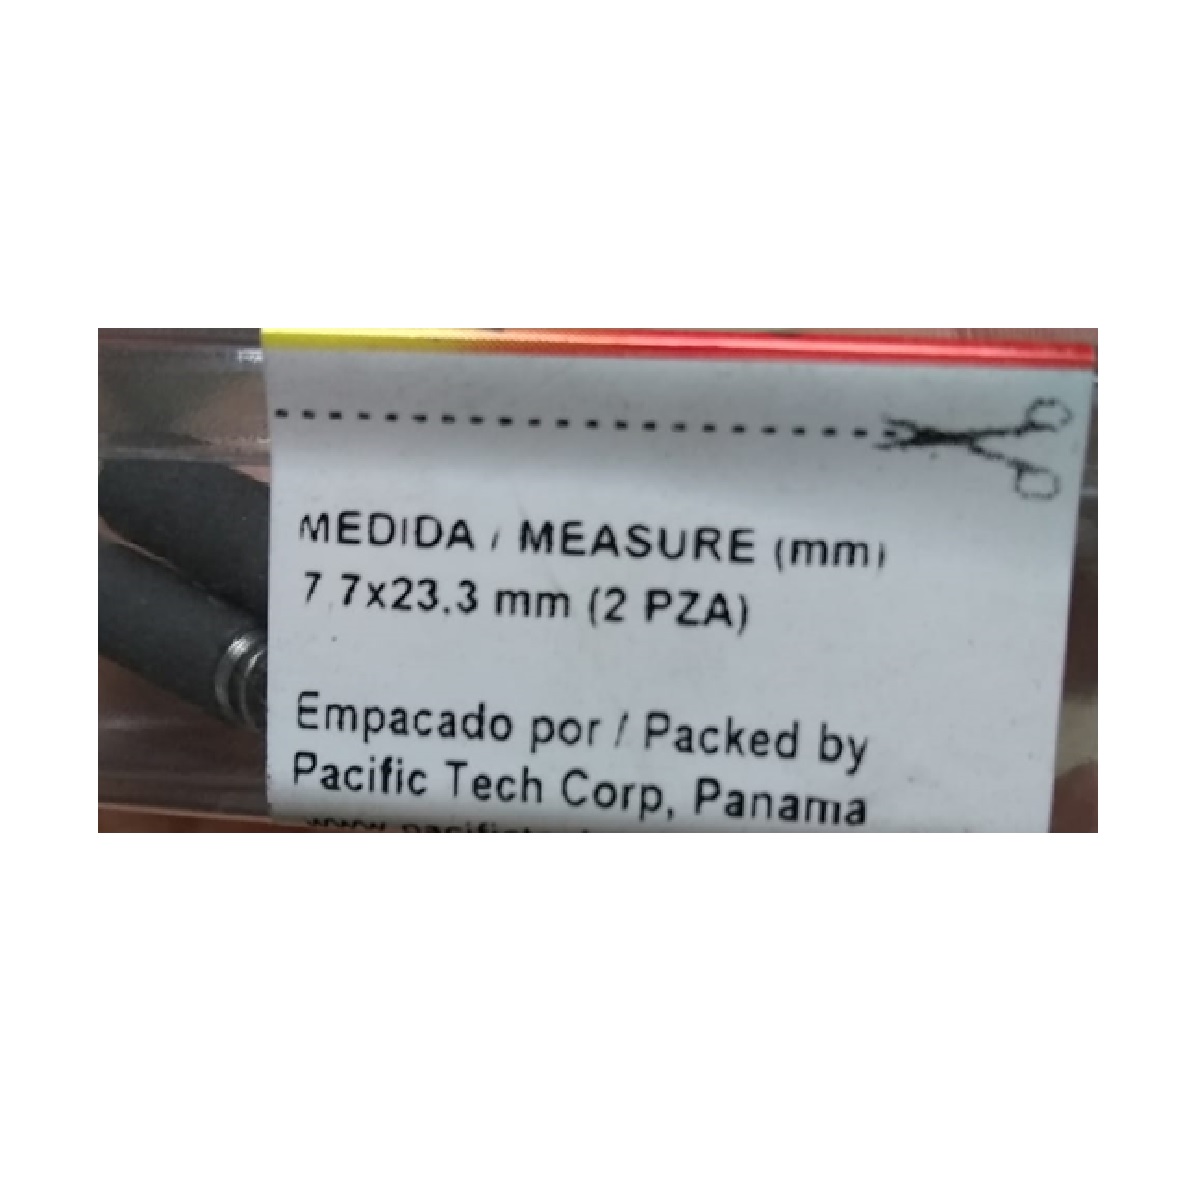 MEDIDA / MEASURE (mm)
7.7x23.3 mm (2 PZA)
Empacado por / Packed by
Pacific Tech Corp, Panama